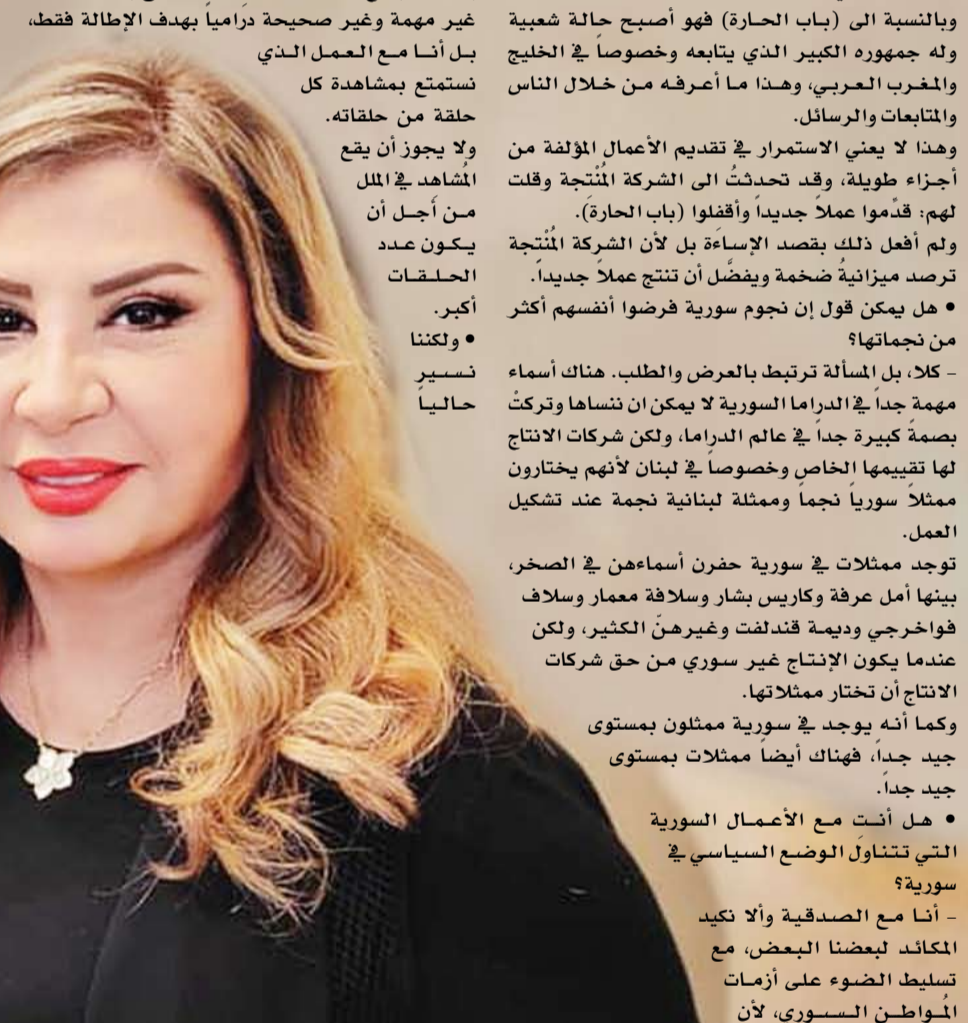 وبالنسبة الى (باب الحارة) فهو أصبح حالة شعبية
وله جمهوره الكبير الذي يتابعه وخصوصاً في الخليج
والمغرب العربي، وهذا ما أعرفه من خلال الناس
والمتابعات والرسائل.
وهذا لا يعني الاستمرار في تقديم الأعمال المؤلفة من
أجزاء طويلة، وقد تحدثتُ الى الشركة المُنْتجة وقلت
لهم: قدِّموا عملاً جديداً وأقفلوا (باب الحارة).
ولم أفعل ذلك بقصد الإساءة بل لأن الشركة المُنْتجة
ترصد ميزانيةً ضخمة ويفضَّل أن تنتج عملاً جديداً.
• هل يمكن قول إن نجوم سورية فرضوا أنفسهم أكثر
من نجماتها؟
- كلا، بل المسألة ترتبط بالعرض والطلب. هناك أسماء
مهمة جداً في الدراما السورية لا يمكن ان ننساها وتركتْ
بصمة كبيرة جداً في عالم الدراما، ولكن شركات الانتاج
لها تقييمها الخاص وخصوصاً في لبنان لأنهم يختارون
ممثلاً سورياً نجماً وممثلة لبنانية نجمة عند تشكيل
العمل.
توجد ممثلات في سورية حفرن أسماءهن في الصخر،
بينها أمل عرفة وكاريس بشار وسلافة معمار وسلاف
فواخرجي وديمة قندلفت وغيرهنّ الكثير، ولكن
عندما يكون الإنتاج غير سوري من حق شركات
الانتاج أن تختار ممثلاتها.
وكما أنه يوجد في سورية ممثلون بمستوى
جيد جداً، فهناك أيضاً ممثلات بمستوى
جيد جداً.
• هل أنتِ مع الأعمال السورية
التي تتناول الوضع السياسي في
سورية؟
- أنا مع الصدقية وألا نكيد
المكائد لبعضنا البعض، مع
تسليط الضوء على أزمات
المُواطن السوري، لأن
غير مهمة وغير صحيحة درامياً بهدف الإطالة فقط،
بل أنا مع العمل الذي
نستمتع بمشاهدة كل
حلقة من حلقاته.
ولا يجوز أن يقع
المُشاهد في الملل
من أجل أن
يكون عدد
الحلقات
أكبر.
• ولكننا
نسير
حالياً